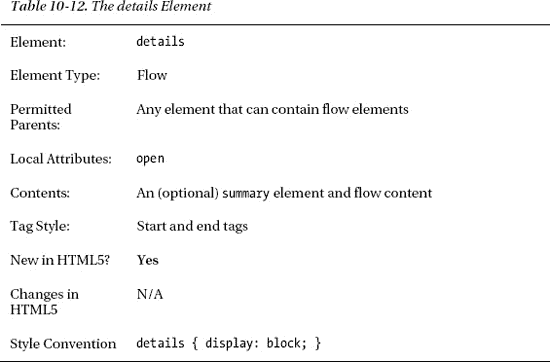 Table 10-12. The details Element
Element: details
Element Type: Flow
Permitted Any element that can contain flow elements
Parents:
Local Attributes: open
Contents: An (optional) summary element and flow content
Tag Style: Start and end tags
New in HTML5? Yes
Changes in N/A
HTML5
Style Convention details { display: block; }